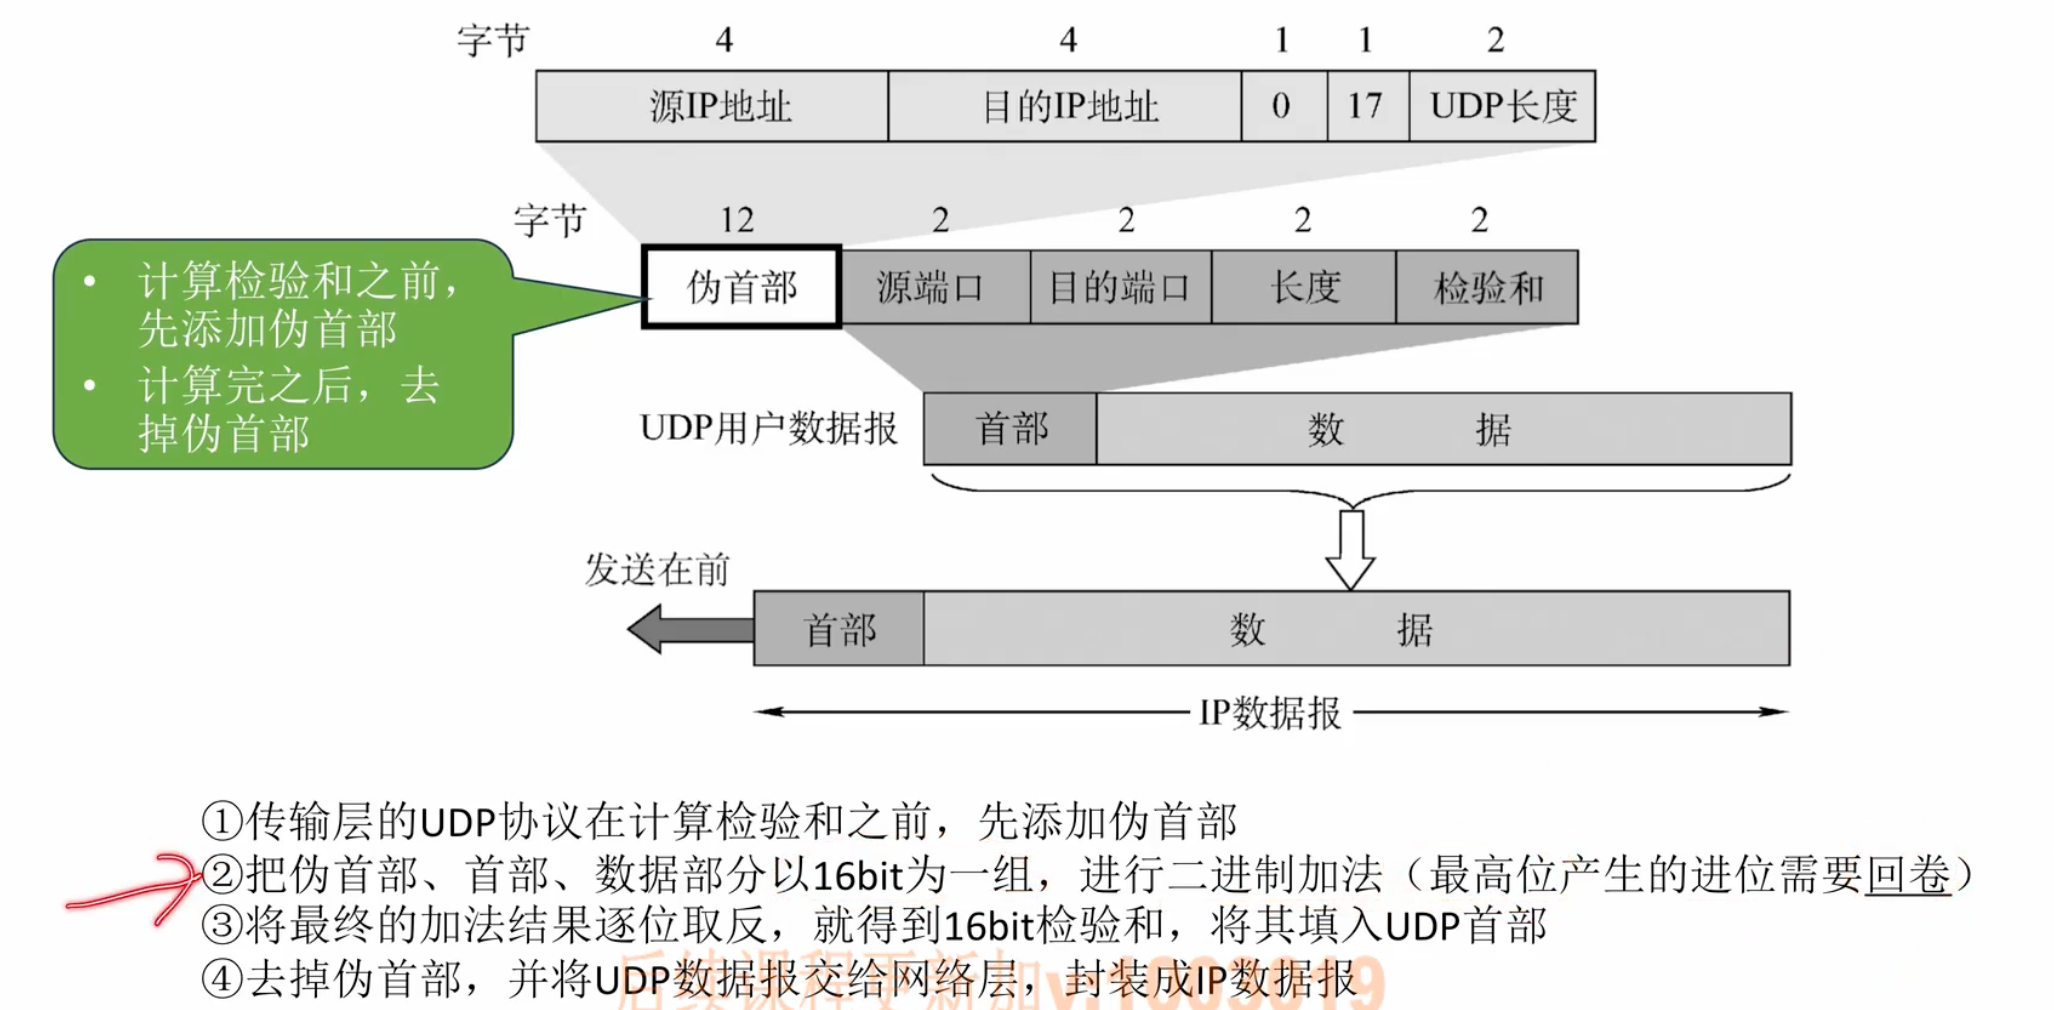 字节 4 4 1 1 2
源IP地址 目的IP地址 0 17 UDP长度
字节 12 2 2 2 2
伪首部 源端口 目的端口 长度 检验和
• 计算检验和之前，
先添加伪首部
• 计算完之后，去
掉伪首部
UDP用户数据报 首部 数 据
发送在前
首部 数 据
IP数据报
①传输层的UDP协议在计算检验和之前，先添加伪首部
②把伪首部、首部、数据部分以16bit为一组，进行二进制加法（最高位产生的进位需要回卷）
③将最终的加法结果逐位取反，就得到16bit检验和，将其填入UDP首部
④去掉伪首部，并将UDP数据报交给网络层，封装成IP数据报
后续课程更新加v:1003019